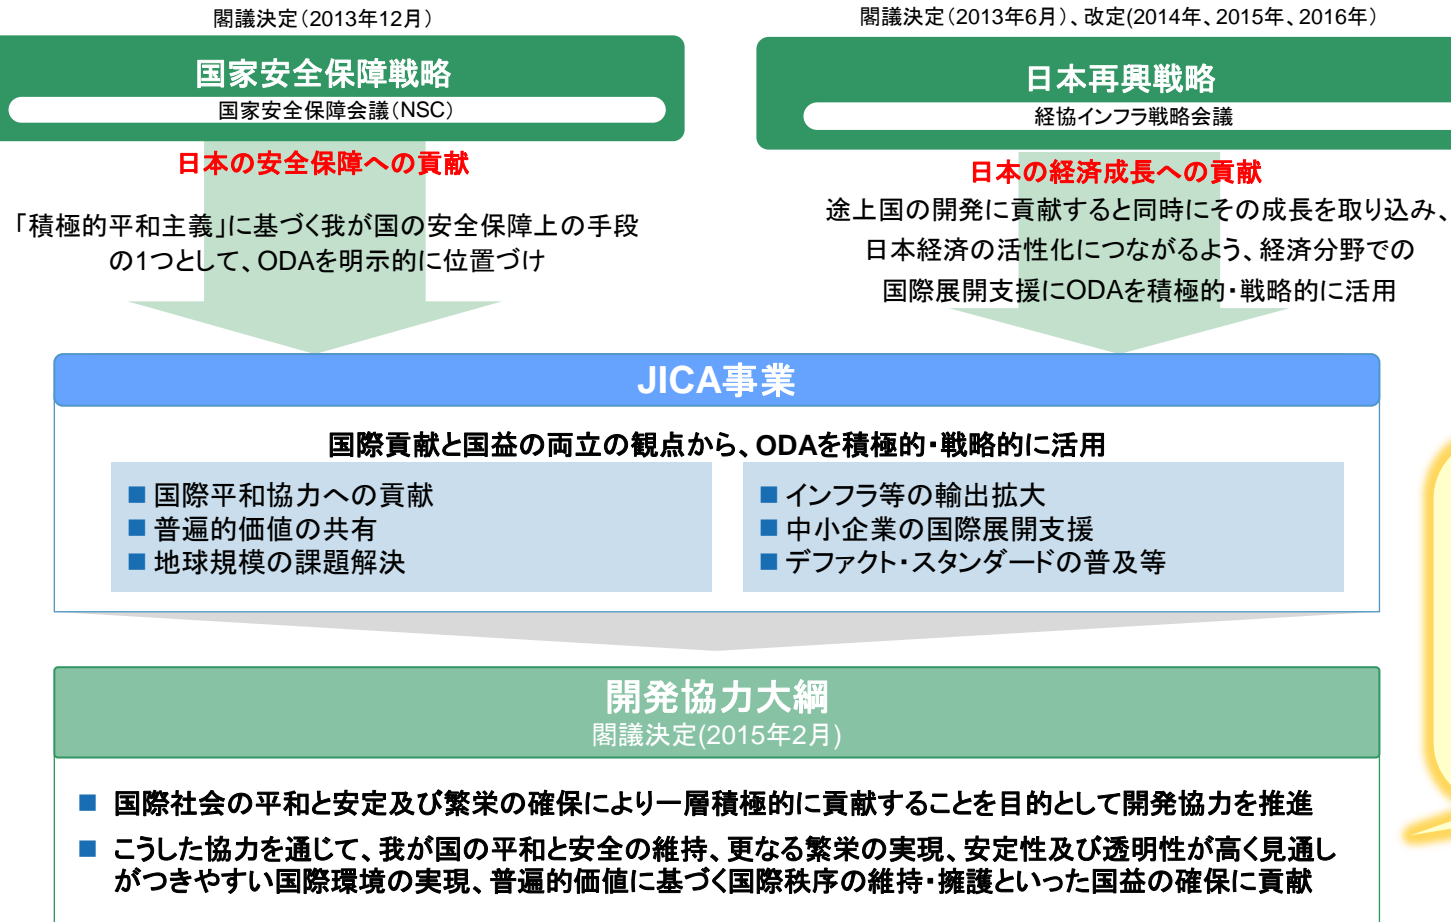 閣議決定（2013年12月）
国家安全保障戦略
国家安全保障会議（NSC）
日本の安全保障への貢献
「積極的平和主義」に基づく我が国の安全保障上の手段
の1つとして、ODAを明示的に位置づけ
閣議決定（2013年6月）、改定(2014年、2015年、2016年）
日本再興戦略
経協インフラ戦略会議
日本の経済成長への貢献
途上国の開発に貢献すると同時にその成長を取り込み、
日本経済の活性化につながるよう、経済分野での
国際展開支援にODAを積極的・戦略的に活用
JICA事業
国際貢献と国益の両立の観点から、ODAを積極的・戦略的に活用
■ 国際平和協力への貢献
■ 普遍的価値の共有
■ 地球規模の課題解決
■ インフラ等の輸出拡大
■ 中小企業の国際展開支援
■ デファクト・スタンダードの普及等
開発協力大綱
閣議決定(2015年2月)
■ 国際社会の平和と安定及び繁栄の確保により一層積極的に貢献することを目的として開発協力を推進
■ こうした協力を通じて、我が国の平和と安全の維持、更なる繁栄の実現、安定性及び透明性が高く見通し
がつきやすい国際環境の実現、普遍的価値に基づく国際秩序の維持・擁護といった国益の確保に貢献